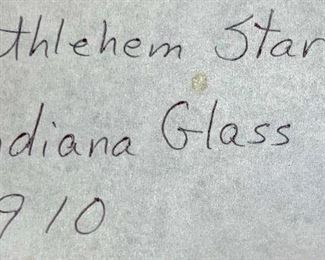 thlehem Star
diana Glass
910